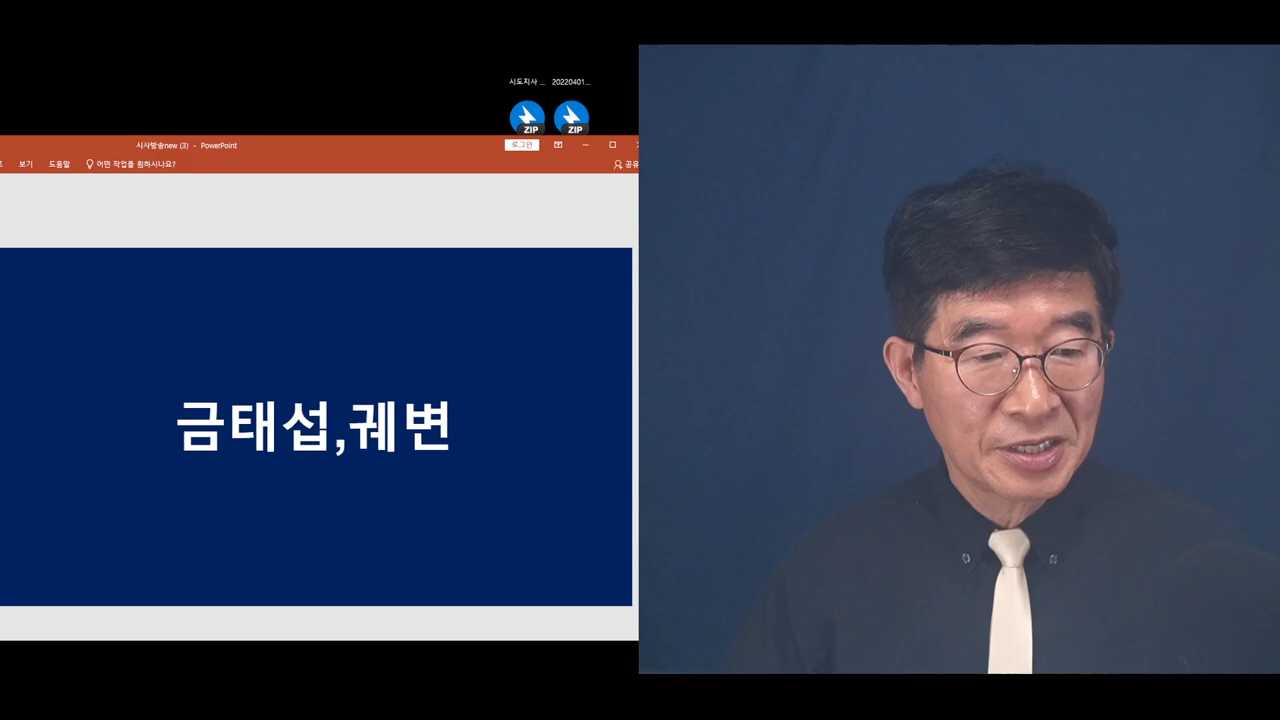 시도지사 ... 20220401...
ZIP ZIP
시사방송new (3) - PowerPoint 로그인
보기 도움말 어떤 작업을 원하시나요? 공유
금태섭,궤변